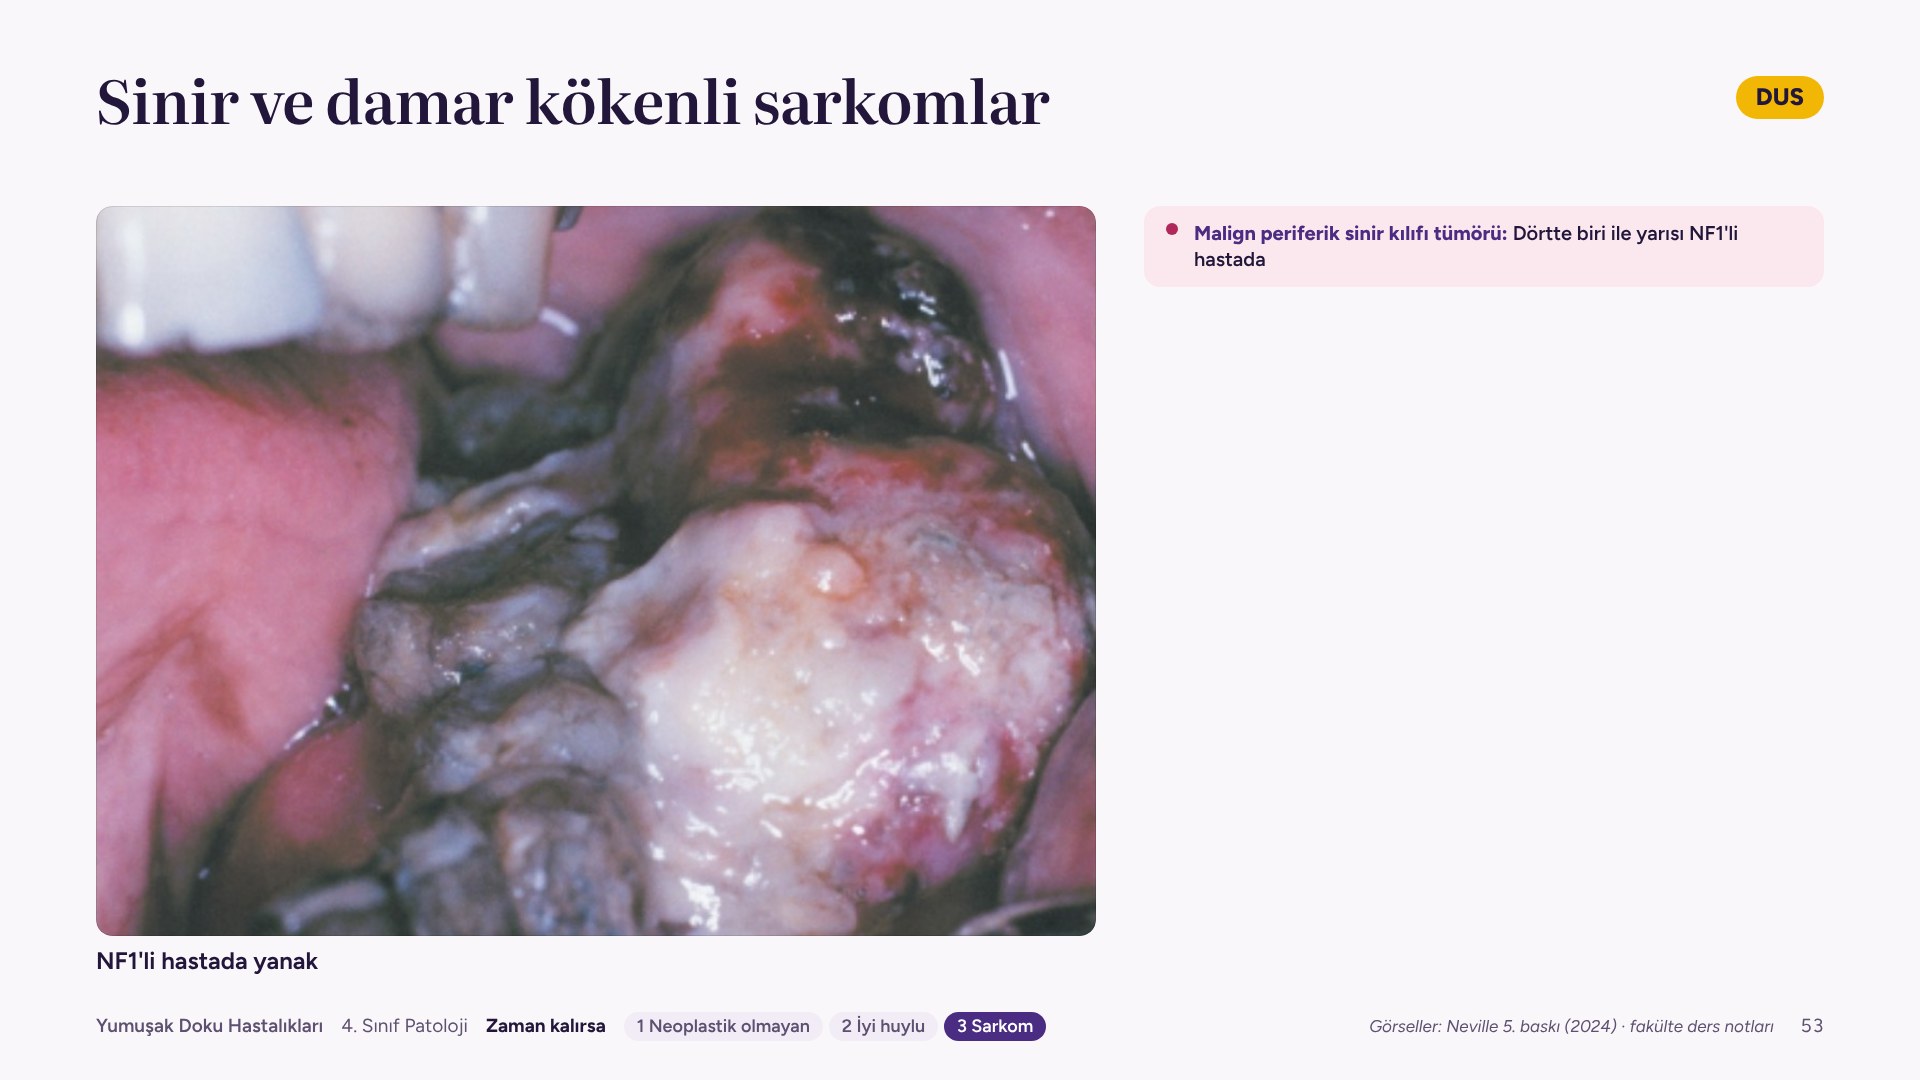 Sinir ve damar kökenli sarkomlar
DUS
Malign periferik sinir kılıfı tümörü: Dörtte biri ile yarısı NF1'li
hastada
NF1'li hastada yanak
Yumuşak Doku Hastalıkları 4. Sınıf Patoloji Zaman kalırsa 1 Neoplastik olmayan 2 İyi huylu 3 Sarkom
Görseller: Neville 5. baskı (2024) · fakülte ders notları 53